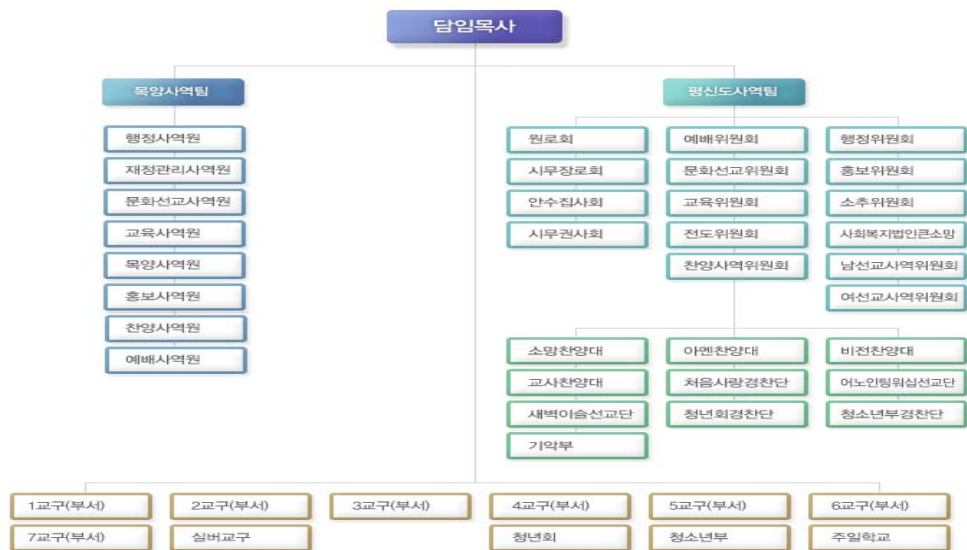 담임목사
목양사역팀
평신도사역팀
행정사역원
재정관리사역원
문화선교사역원
교육사역원
목양사역원
홍보사역원
찬양사역원
예배사역원
원로회
예배위원회
행정위원회
시무장로회
문화선교위원회
홍보위원회
안수집사회
교육위원회
소추위원회
시무권사회
전도위원회
사회복지법인큰소망
찬양사역위원회
남선교사역위원회
여선교사역위원회
소망찬양대
아멘찬양대
비전찬양대
교사찬양대
처음사랑경찬단
어노인팅워십선교단
새벽이슬선교단
청년회경찬단
청소년부경찬단
기악부
1교구(부서)
2교구(부서)
3교구(부서)
4교구(부서)
5교구(부서)
6교구(부서)
7교구(부서)
실버교구
청년회
청소년부
주일학교